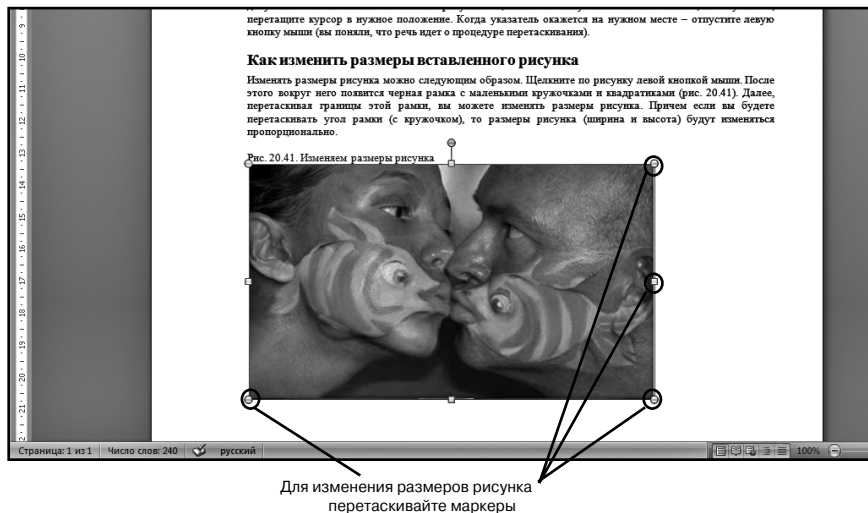 перетащите курсор в нужное положение. Когда указатель окажется на нужном месте – отпустите левую
кнопку мыши (вы поняли, что речь идет о процедуре перетаскивания).
Как изменить размеры вставленного рисунка
Изменять размеры рисунка можно следующим образом. Щелкните по рисунку левой кнопкой мыши. После
этого вокруг него появится черная рамка с маленькими кружочками и квадратиками (рис. 20.41). Далее,
перетаскивая границы этой рамки, вы можете изменять размеры рисунка. Причем если вы будете
перетаскивать угол рамки (с кружочком), то размеры рисунка (ширина и высота) будут изменяться
пропорционально.
Рис. 20.41. Изменяем размеры рисунка
Страница: 1 из 1 Число слов: 240 русский 100%
Для изменения размеров рисунка
перетаскивайте маркеры